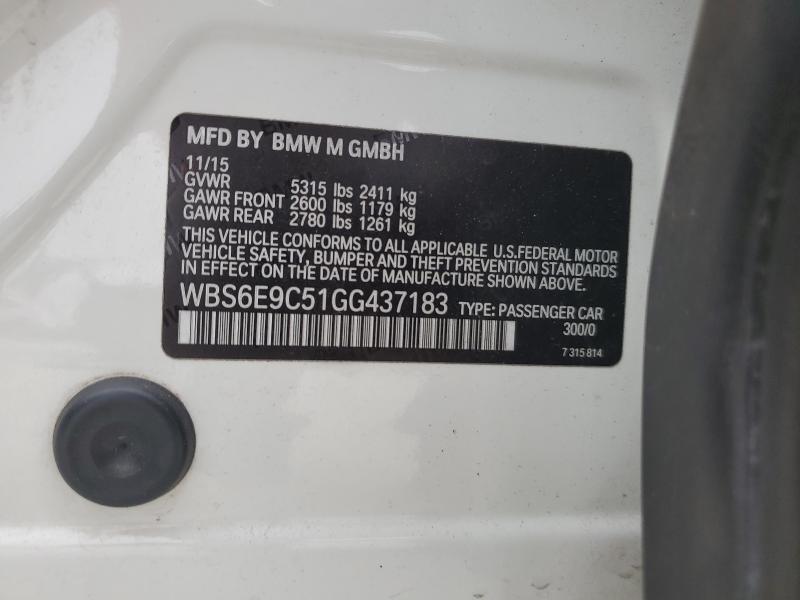 MFD BY BMW M GMBH
11/15
GVWR 5315 lbs 2411 kg
GAWR FRONT 2600 lbs 1179 kg
GAWR REAR 2780 lbs 1261 kg
THIS VEHICLE CONFORMS TO ALL APPLICABLE U.S.FEDERAL MOTOR
VEHICLE SAFETY, BUMPER AND THEFT PREVENTION STANDARDS
IN EFFECT ON THE DATE OF MANUFACTURE SHOWN ABOVE.
WBS6E9C51GG437183 TYPE: PASSENGER CAR
300/0
7 315 814